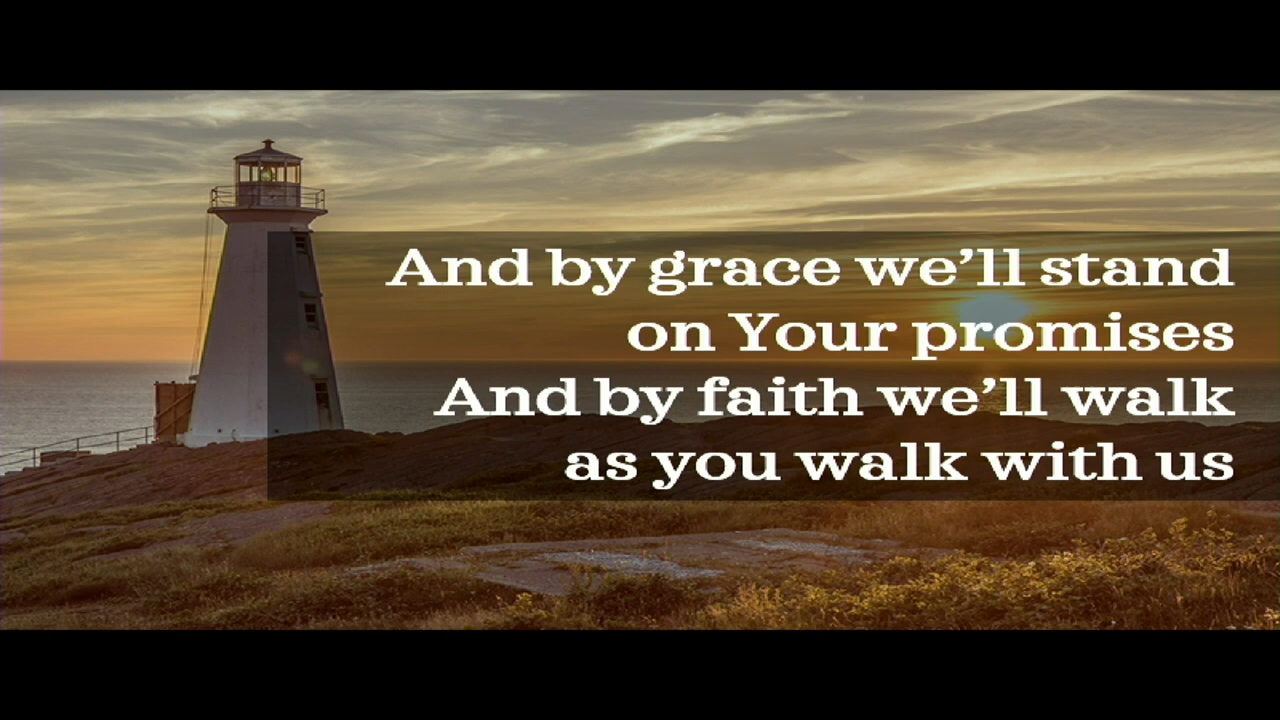 And by grace we’ll stand
on Your promises
And by faith we’ll walk
as you walk with us